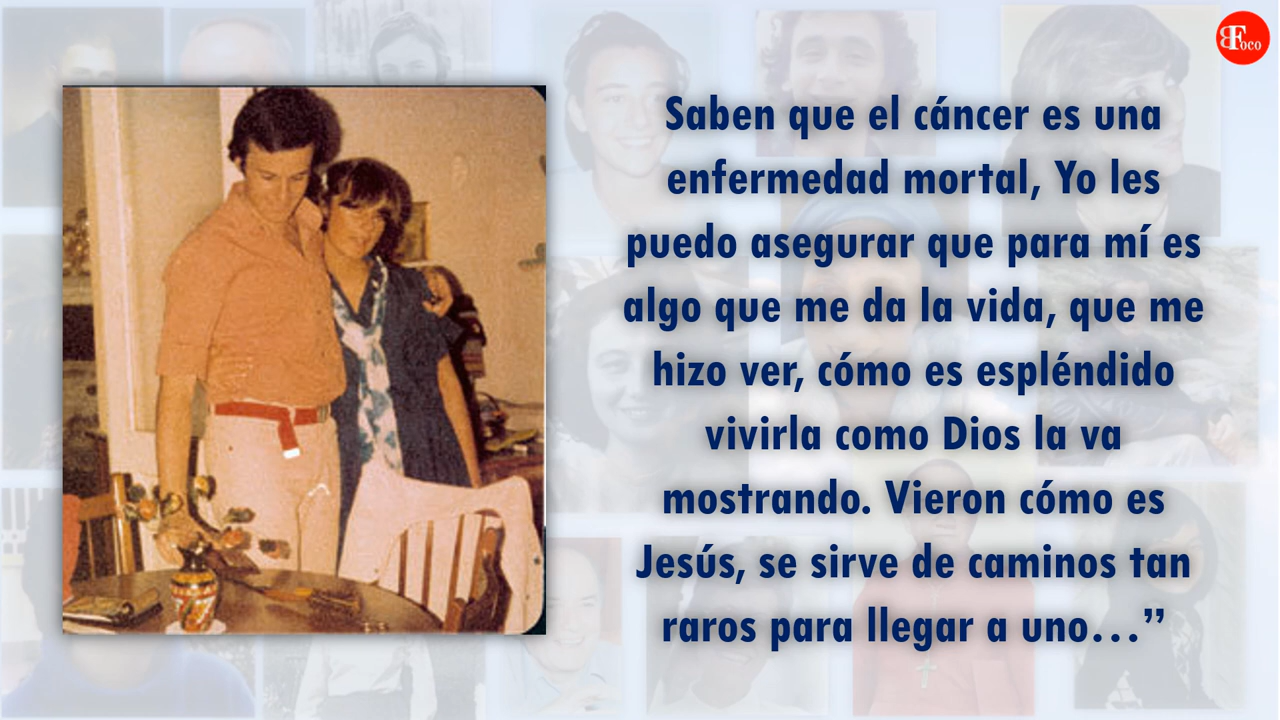 BFoco
Saben que el cáncer es una
enfermedad mortal, Yo les
puedo asegurar que para mí es
algo que me da la vida, que me
hizo ver, cómo es espléndido
vivirla como Dios la va
mostrando. Vieron cómo es
Jesús, se sirve de caminos tan
raros para llegar a uno…”